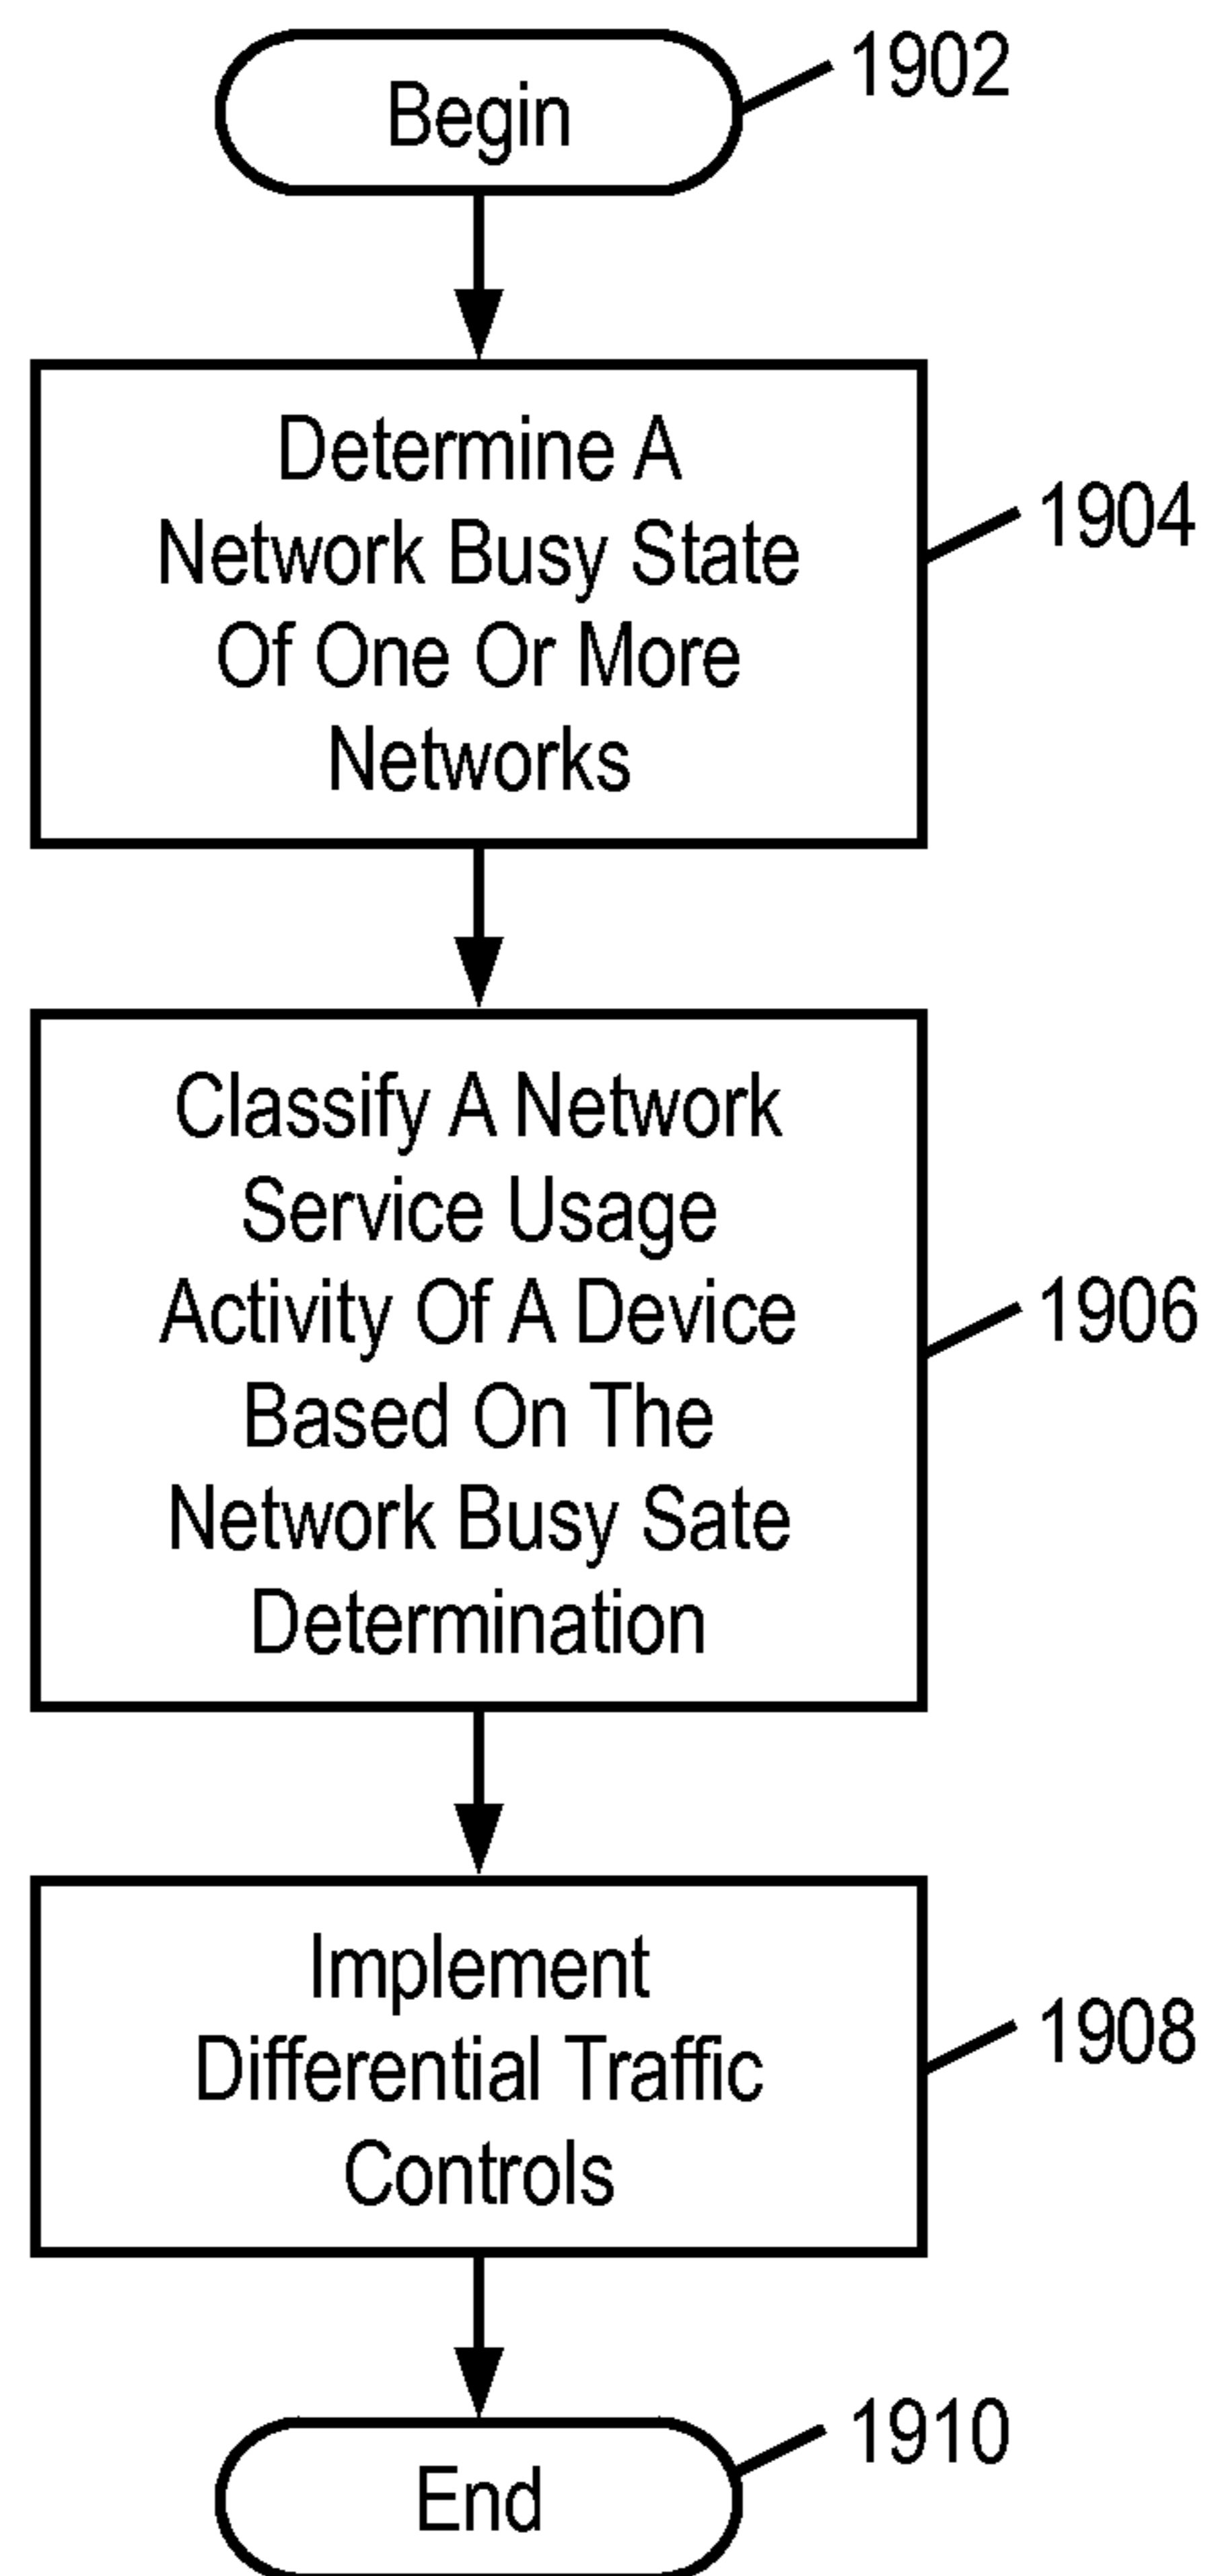 Begin
1902
Determine A
Network Busy State
Of One Or More
Networks
1904
Classify A Network
Service Usage
Activity Of A Device
Based On The
Network Busy Sate
Determination
1906
Implement
Differential Traffic
Controls
1908
End
1910